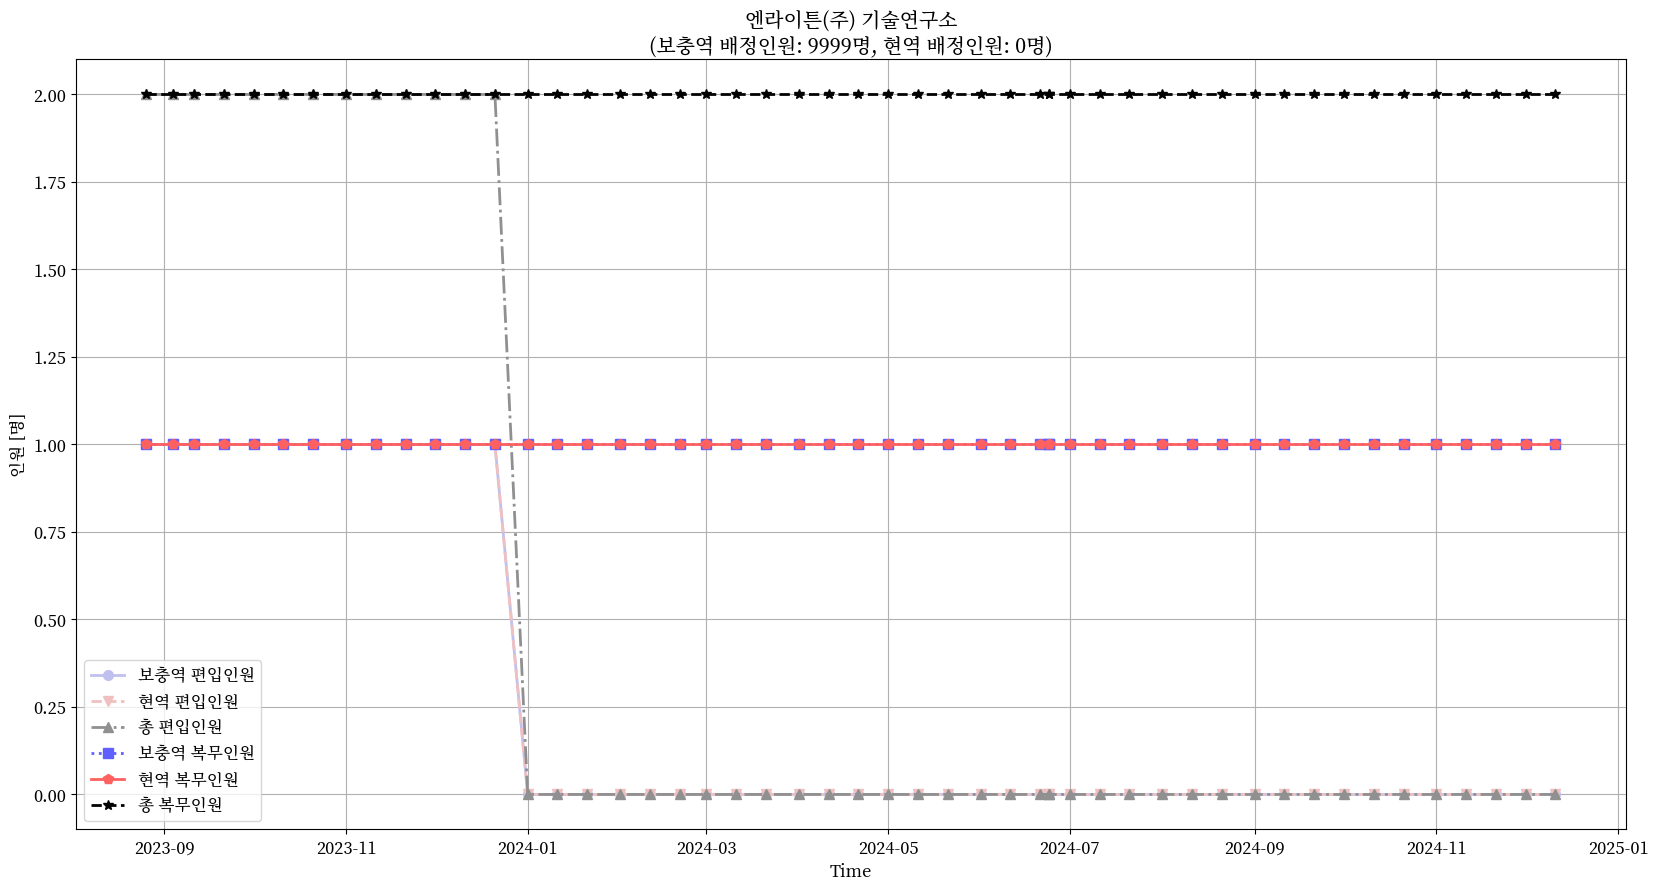 엔라이튼(주) 기술연구소
(보충역 배정인원: 9999명, 현역 배정인원: 0명)
인원 [명]
2.00
1.75
1.50
1.25
1.00
0.75
0.50
0.25
0.00
보충역 편입인원
현역 편입인원
총 편입인원
보충역 복무인원
현역 복무인원
총 복무인원
2023-09
2023-11
2024-01
2024-03
2024-05
2024-07
2024-09
2024-11
2025-01
Time